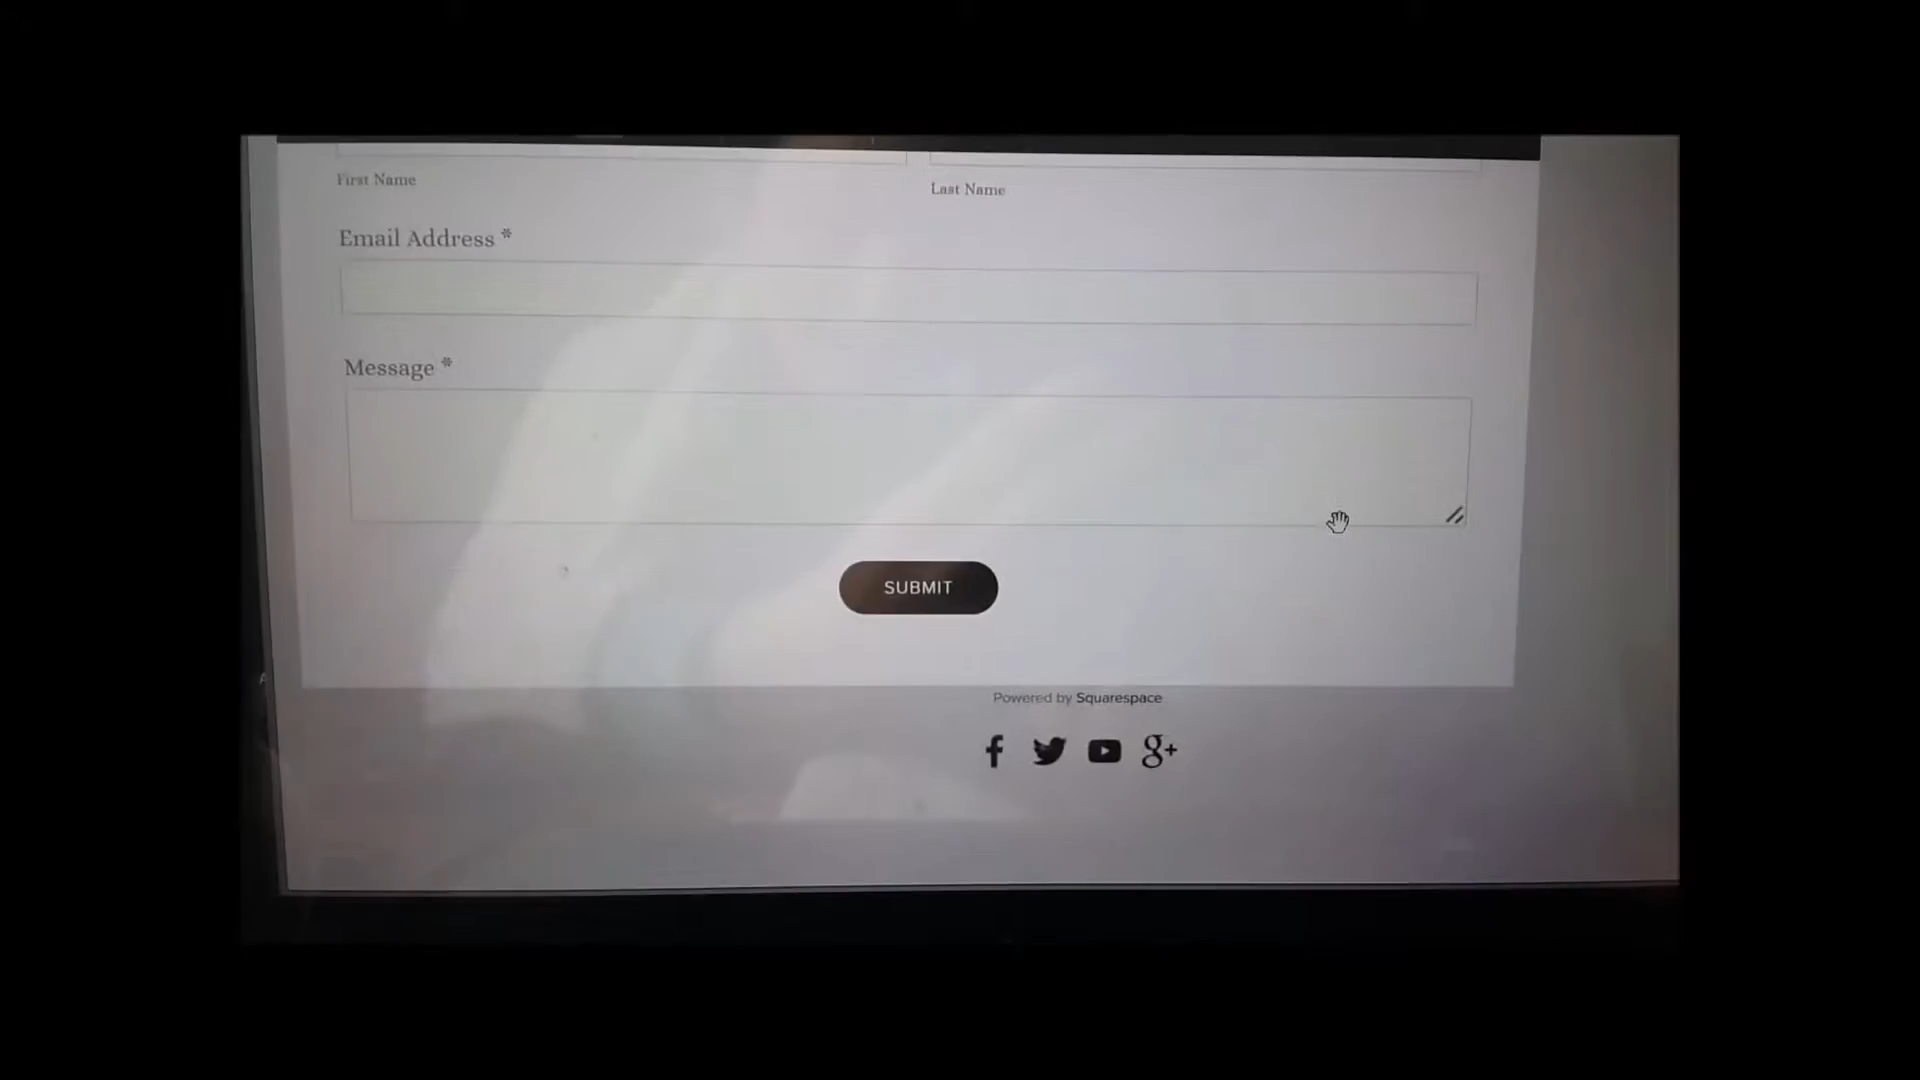 First Name
Last Name
Email Address *
Message *
SUBMIT
Powered by Squarespace
f
g+